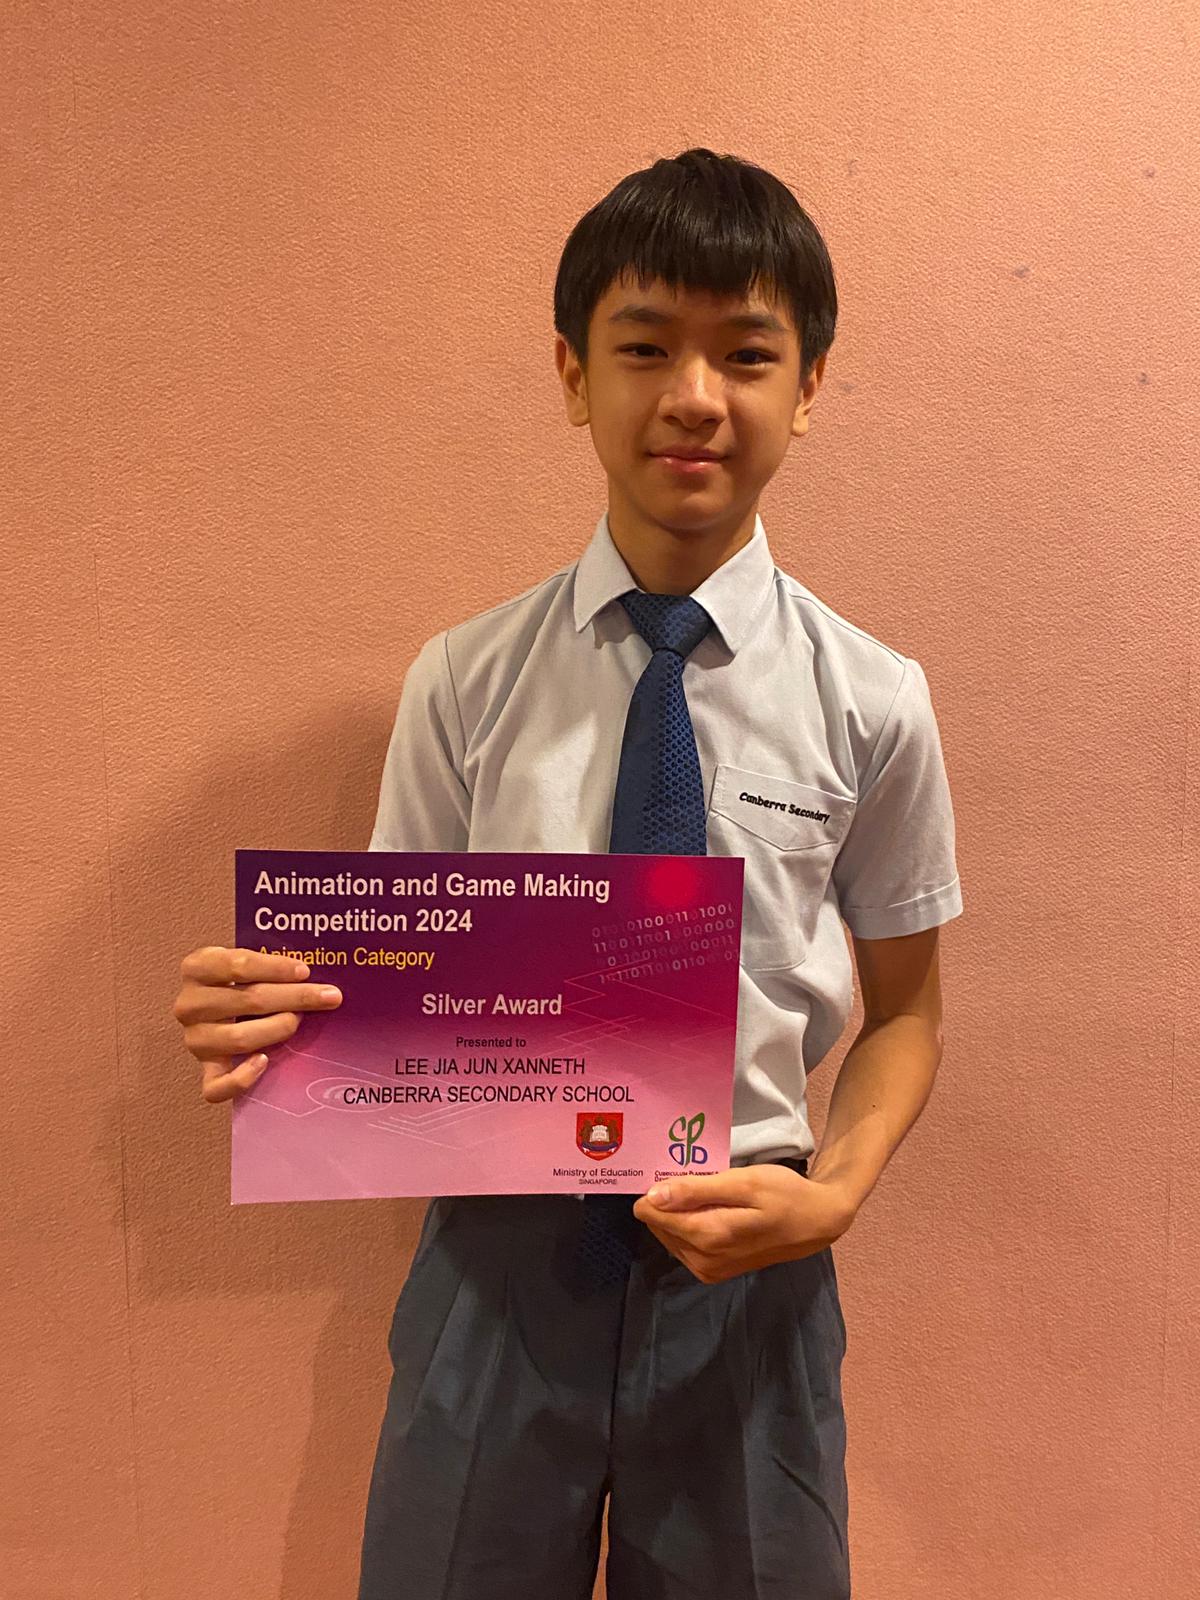 Canberra Secondary
Animation and Game Making
Competition 2024
Animation Category
Silver Award
Presented to
LEE JIA JUN XANNETH
CANBERRA SECONDARY SCHOOL
Ministry of Education
SINGAPORE
CPDD
CURRICULUM PLANNING